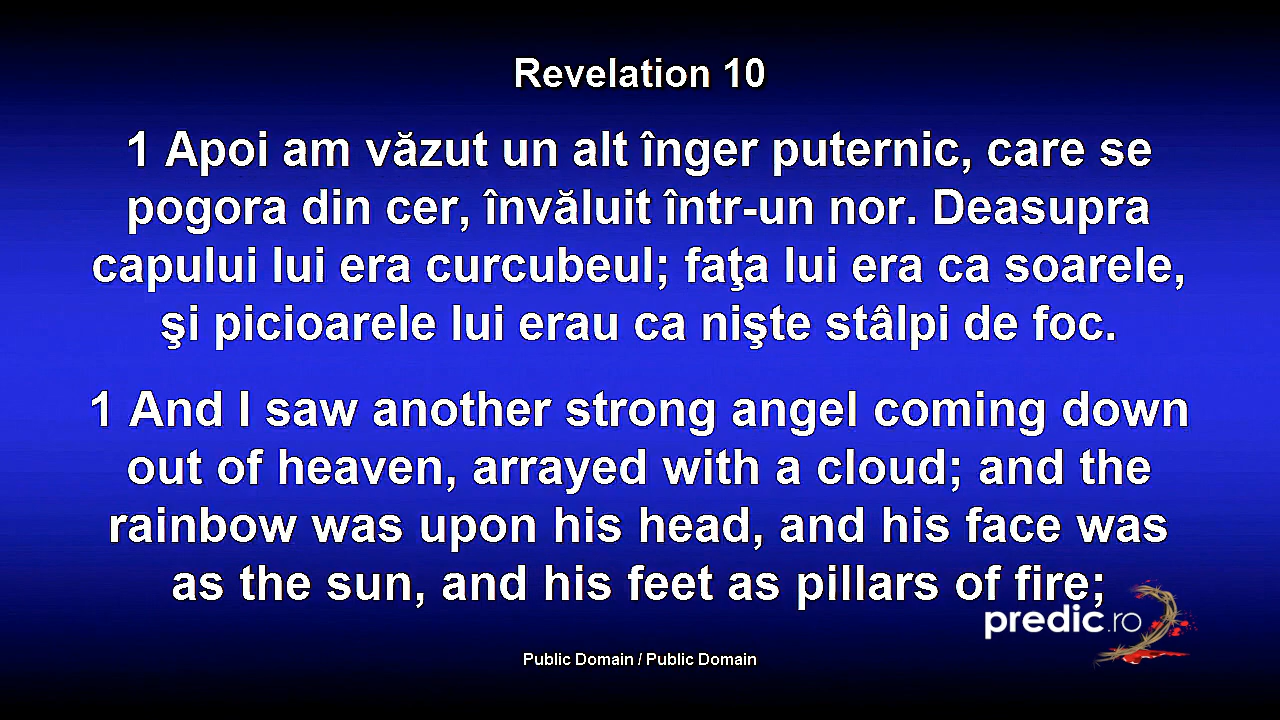 Revelation 10
1 Apoi am văzut un alt înger puternic, care se
pogora din cer, învăluit într-un nor. Deasupra
capului lui era curcubeul; faţa lui era ca soarele,
şi picioarele lui erau ca nişte stâlpi de foc.
1 And I saw another strong angel coming down
out of heaven, arrayed with a cloud; and the
rainbow was upon his head, and his face was
as the sun, and his feet as pillars of fire;
predic.ro
Public Domain / Public Domain